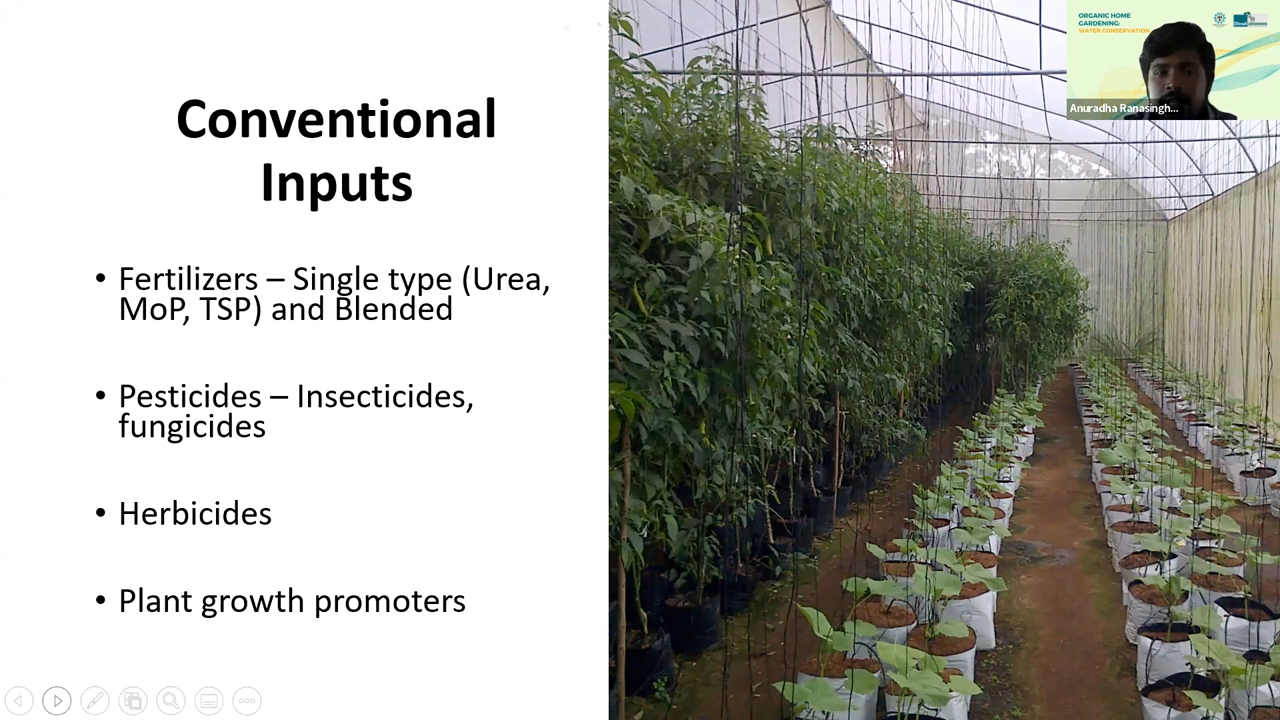 Conventional
Inputs
• Fertilizers – Single type (Urea,
MoP, TSP) and Blended
• Pesticides – Insecticides,
fungicides
• Herbicides
• Plant growth promoters
ORGANIC HOME
GARDENING:
WATER CONSERVATION
Anuradha Ranasingh...